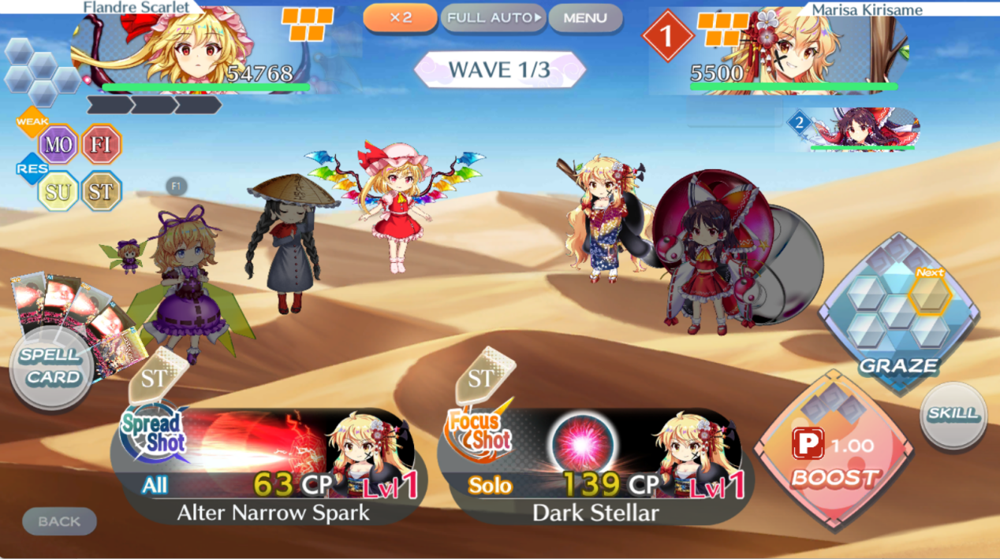 Flandre Scarlet
×2
FULL AUTO
MENU
Marisa Kirisame
54768
WAVE 1/3
1
5500
WEAK
MO FI
2
RES
SU ST
F1
Next
GRAZE
SPELL
CARD
ST
ST
Spread
Shot
Focus
Shot
SKILL
P 1.00
BOOST
All 63 CP Lvl 1
Solo 139 CP Lvl 1
Alter Narrow Spark
Dark Stellar
BACK